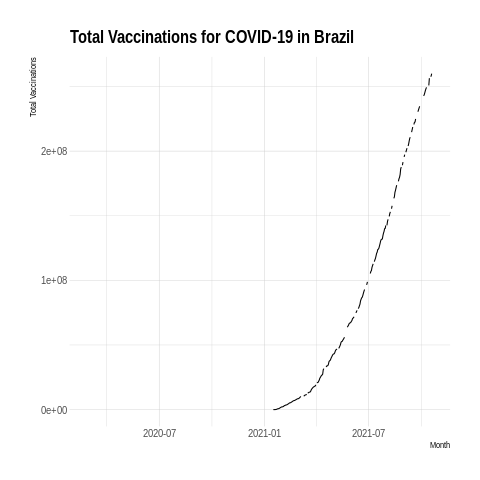 Total Vaccinations for COVID-19 in Brazil
Total Vaccinations
2e+08
1e+08
0e+00
2020-07
2021-01
2021-07
Month